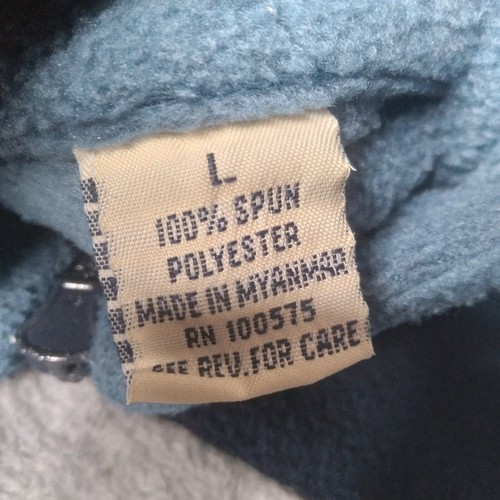 L
100% SPUN
POLYESTER
MADE IN MYANMAR
RN 100575
SEE REV. FOR CARE